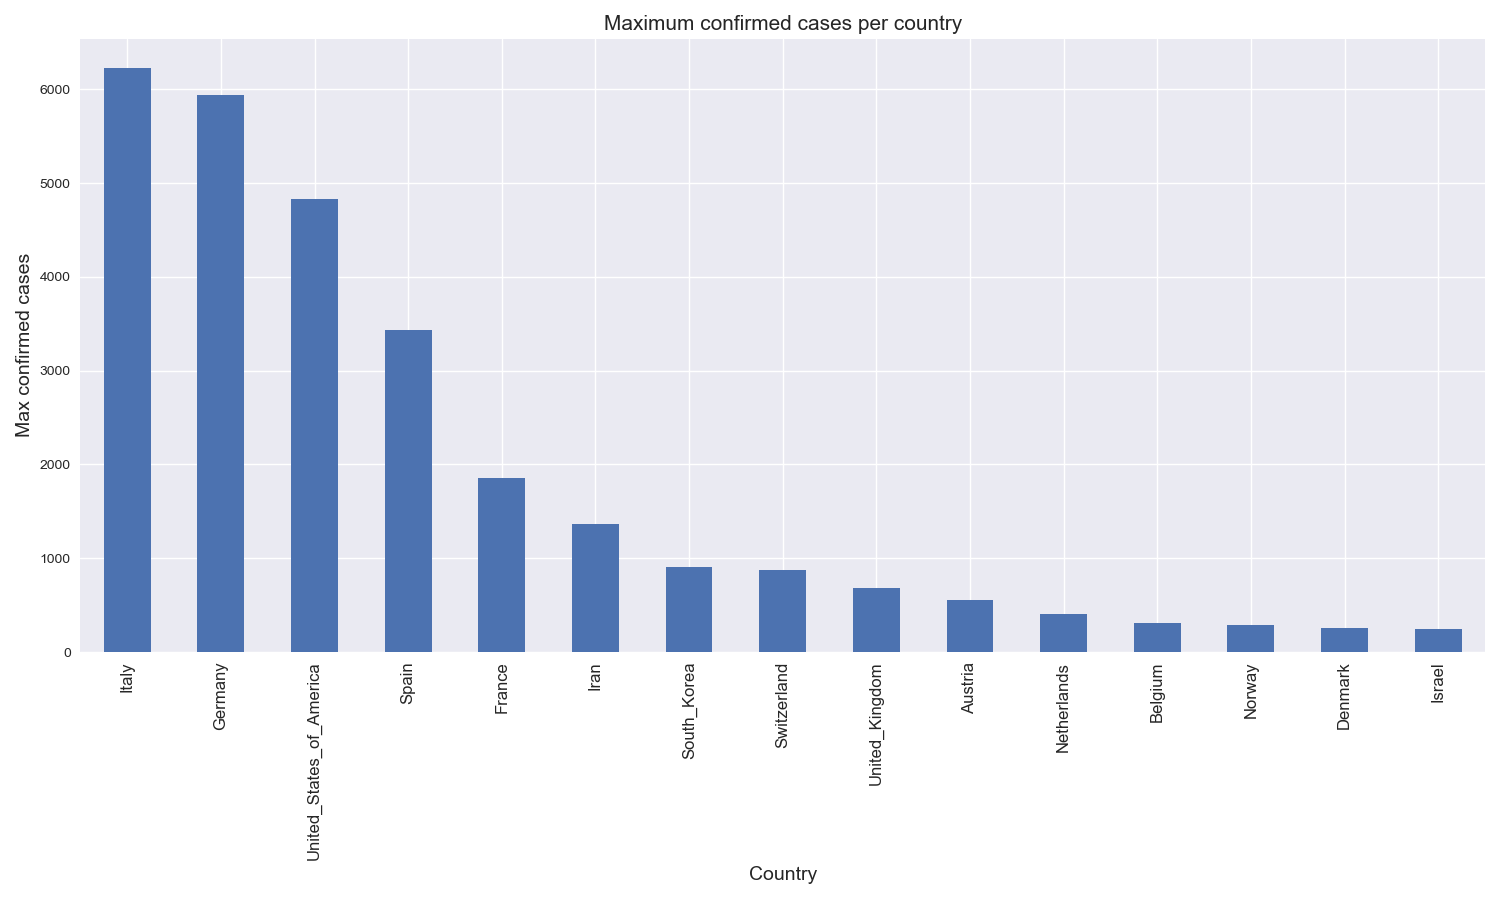 Maximum confirmed cases per country
Max confirmed cases
6000
5000
4000
3000
2000
1000
0
Italy
Germany
United_States_of_America
Spain
France
Iran
South_Korea
Switzerland
United_Kingdom
Austria
Netherlands
Belgium
Norway
Denmark
Israel
Country